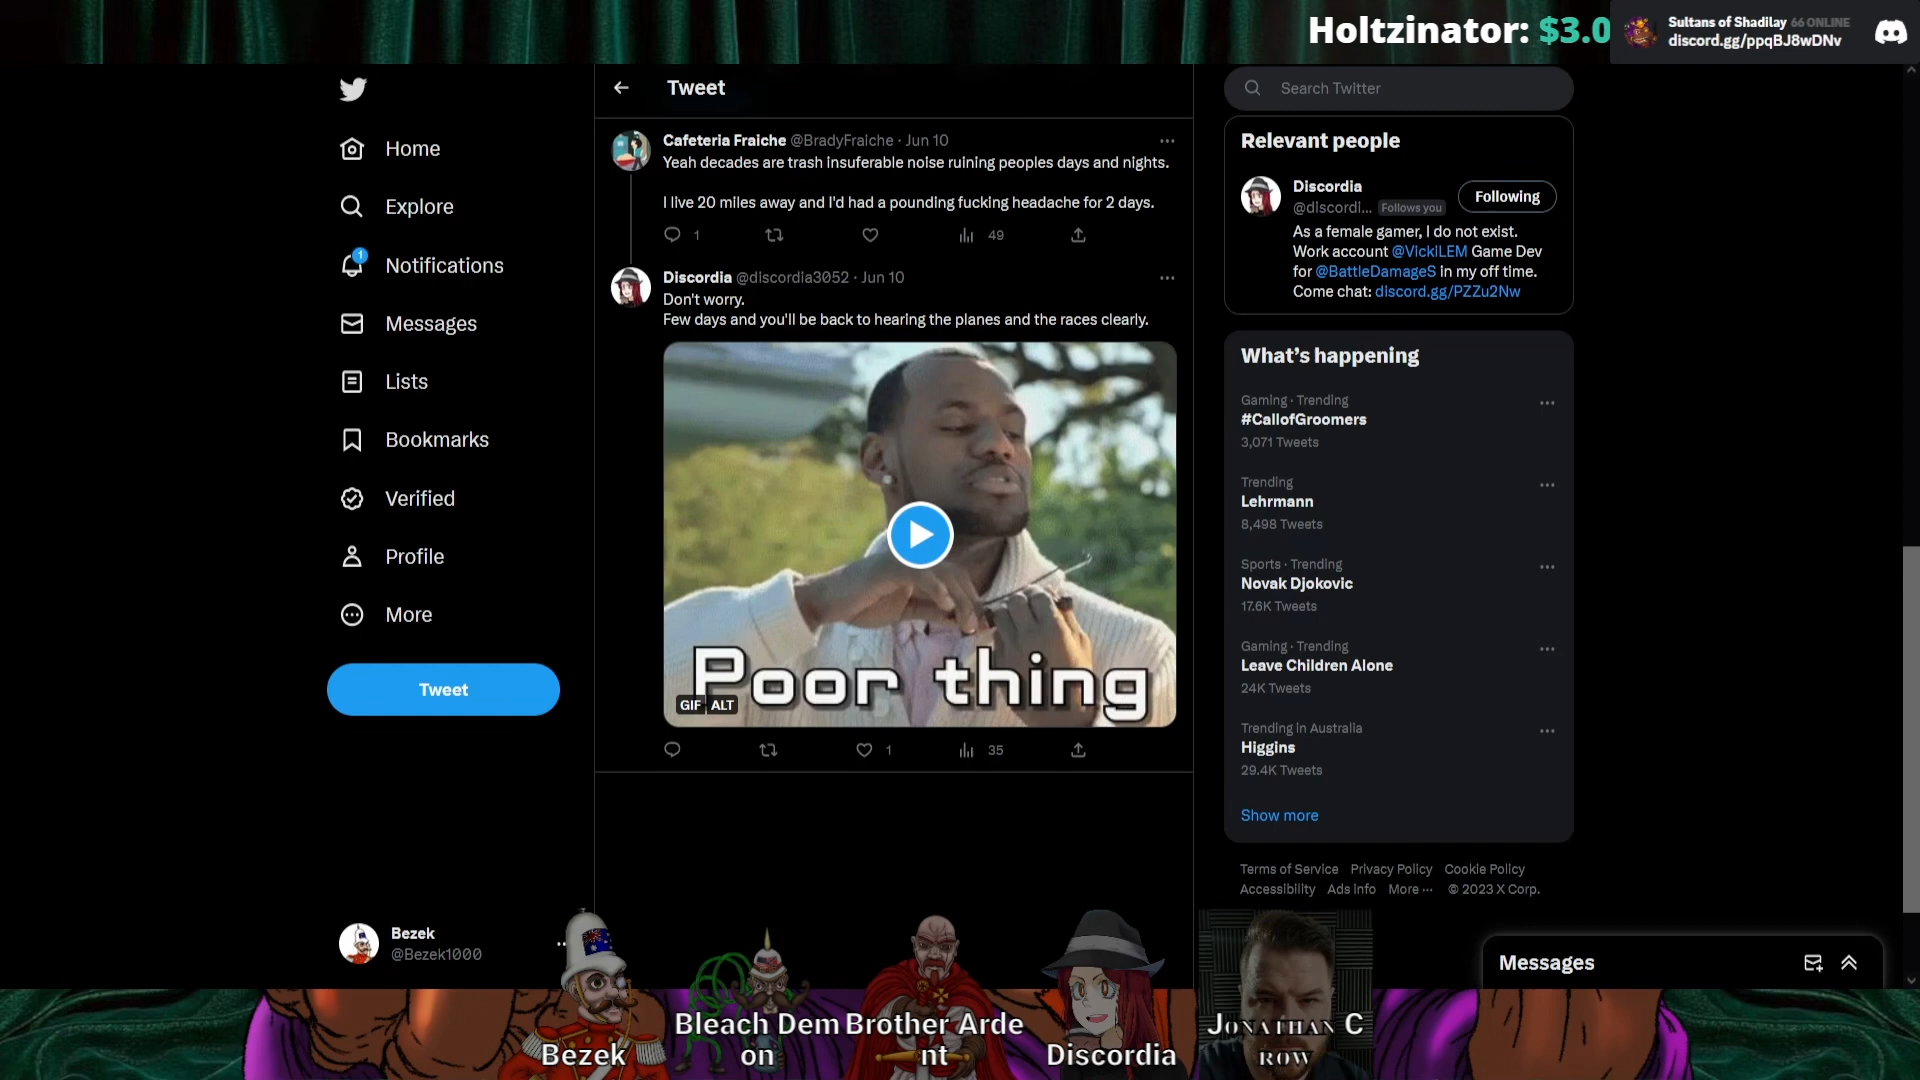 Holtzinator: $3.0
Sultans of Shadilay 66 ONLINE
discord.gg/ppqBJ8wDNv
Home
Explore
1
Notifications
Messages
Lists
Bookmarks
Verified
Profile
More
Tweet
Bezek
@Bezek1000
Tweet
Cafeteria Fraiche @BradyFraiche · Jun 10
Yeah decades are trash insuferable noise ruining peoples days and nights.
I live 20 miles away and I'd had a pounding fucking headache for 2 days.
1 49
Discordia @discordia3052 · Jun 10
Don't worry.
Few days and you'll be back to hearing the planes and the races clearly.
Poor thing
GIF ALT
1 35
Search Twitter
Relevant people
Discordia
@discordi... Follows you
Following
As a female gamer, I do not exist.
Work account @VickiLEM Game Dev
for @BattleDamageS in my off time.
Come chat: discord.gg/PZZu2Nw
What's happening
Gaming · Trending
#CallofGroomers
3,071 Tweets
Trending
Lehrmann
8,498 Tweets
Sports · Trending
Novak Djokovic
17.6K Tweets
Gaming · Trending
Leave Children Alone
24K Tweets
Trending in Australia
Higgins
29.4K Tweets
Show more
Terms of Service Privacy Policy Cookie Policy
Accessibility Ads info More ··· © 2023 X Corp.
Messages
Bezek
Bleach Dem
on
Brother Arde
nt
Discordia
Jonathan C
row